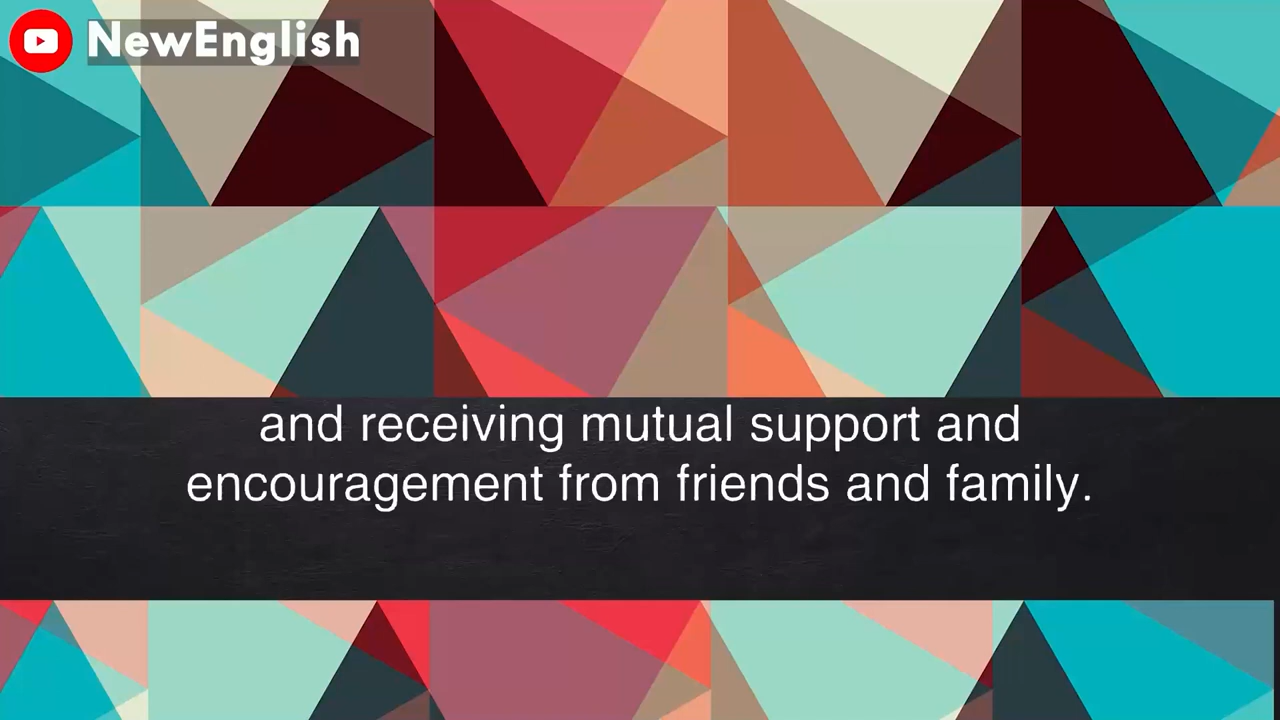 NewEnglish
and receiving mutual support and
encouragement from friends and family.